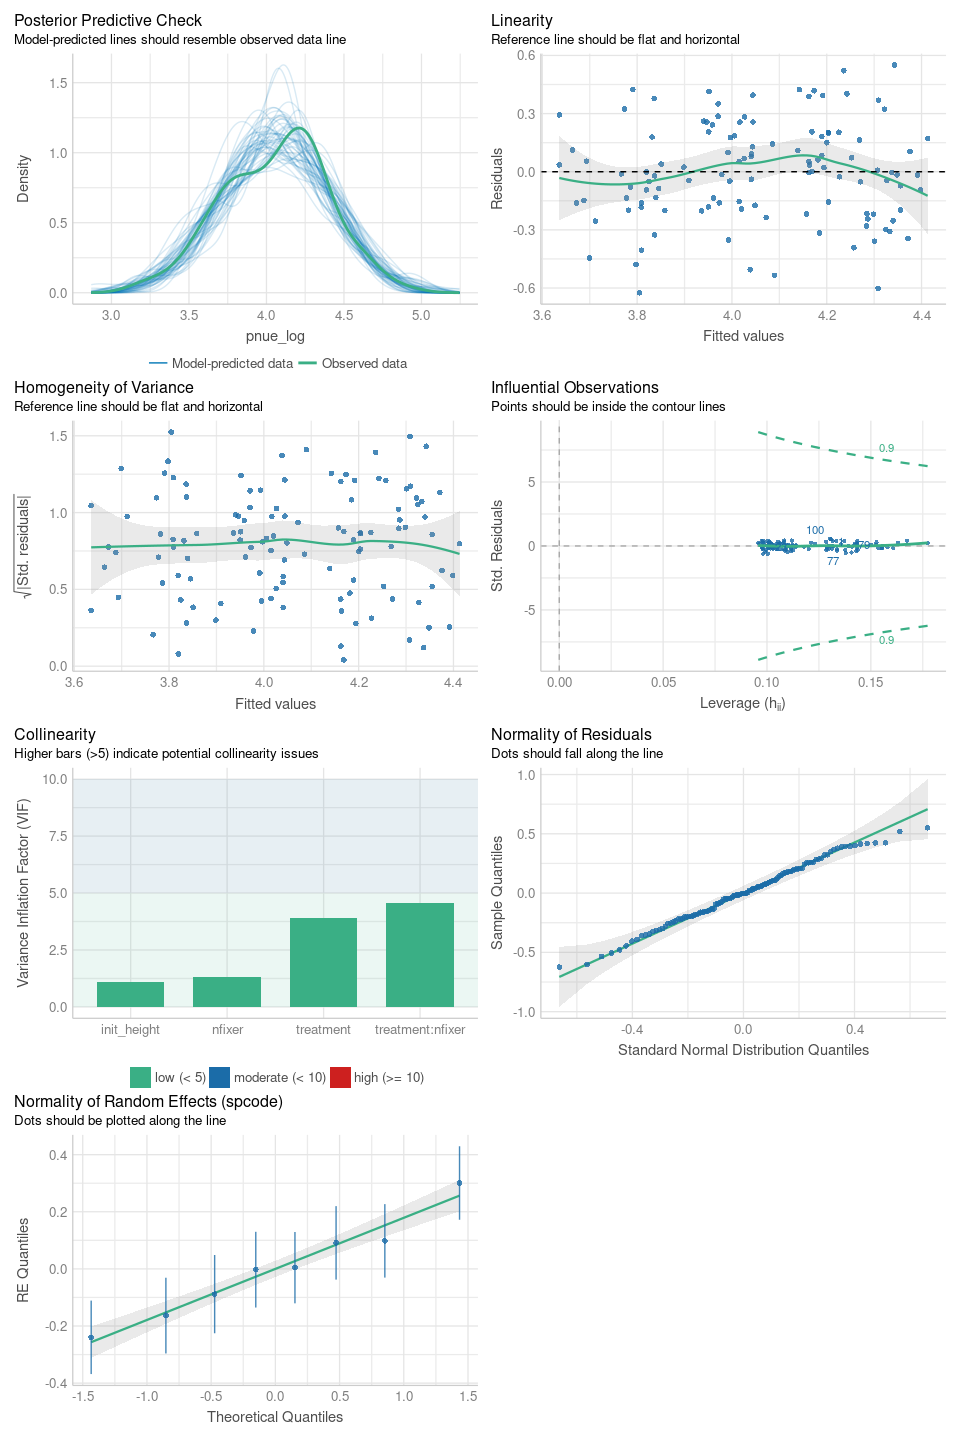 Posterior Predictive Check
Model-predicted lines should resemble observed data line
1.5
1.0
0.5
0.0
Density
3.0 3.5 4.0 4.5 5.0
pnue_log
Model-predicted data Observed data
Linearity
Reference line should be flat and horizontal
0.6
0.3
0.0
-0.3
-0.6
Residuals
3.6 3.8 4.0 4.2 4.4
Fitted values
Homogeneity of Variance
Reference line should be flat and horizontal
1.5
1.0
0.5
0.0
√|Std. residuals|
3.6 3.8 4.0 4.2 4.4
Fitted values
Influential Observations
Points should be inside the contour lines
5
0
-5
Std. Residuals
0.9
100
79
77
0.9
0.00 0.05 0.10 0.15
Leverage (hii)
Collinearity
Higher bars (>5) indicate potential collinearity issues
10.0
7.5
5.0
2.5
0.0
Variance Inflation Factor (VIF)
init_height nfixer treatment treatment:nfixer
low (< 5) moderate (< 10) high (>= 10)
Normality of Residuals
Dots should fall along the line
1.0
0.5
0.0
-0.5
-1.0
Sample Quantiles
-0.4 0.0 0.4
Standard Normal Distribution Quantiles
Normality of Random Effects (spcode)
Dots should be plotted along the line
0.4
0.2
0.0
-0.2
-0.4
RE Quantiles
-1.5 -1.0 -0.5 0.0 0.5 1.0 1.5
Theoretical Quantiles